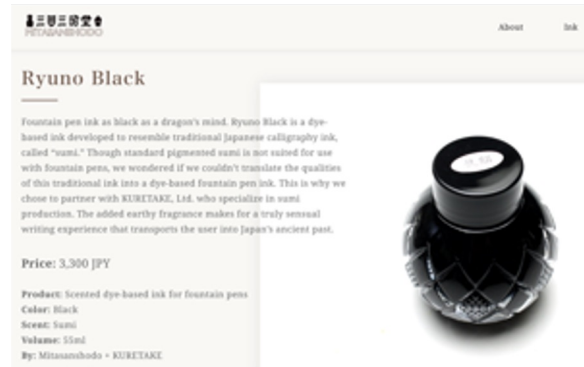 MITASANSHODO
About
Ink
Ryuno Black
Fountain pen ink as black as a dragon's mind. Ryuno Black is a dye-
based ink developed to resemble traditional Japanese calligraphy ink,
called "sumi." Though standard pigmented sumi is not suited for use
with fountain pens, we wondered if we couldn't translate the qualities
of this traditional ink into a dye-based fountain pen ink. This is why we
chose to partner with KURETAKE, Ltd. who specialize in sumi
production. The added earthy fragrance makes for a truly sensual
writing experience that transports the user into Japan's ancient past.
Price: 3,300 JPY
Product: Scented dye-based ink for fountain pens
Color: Black
Scent: Sumi
Volume: 55ml
By: Mitasanshodo + KURETAKE